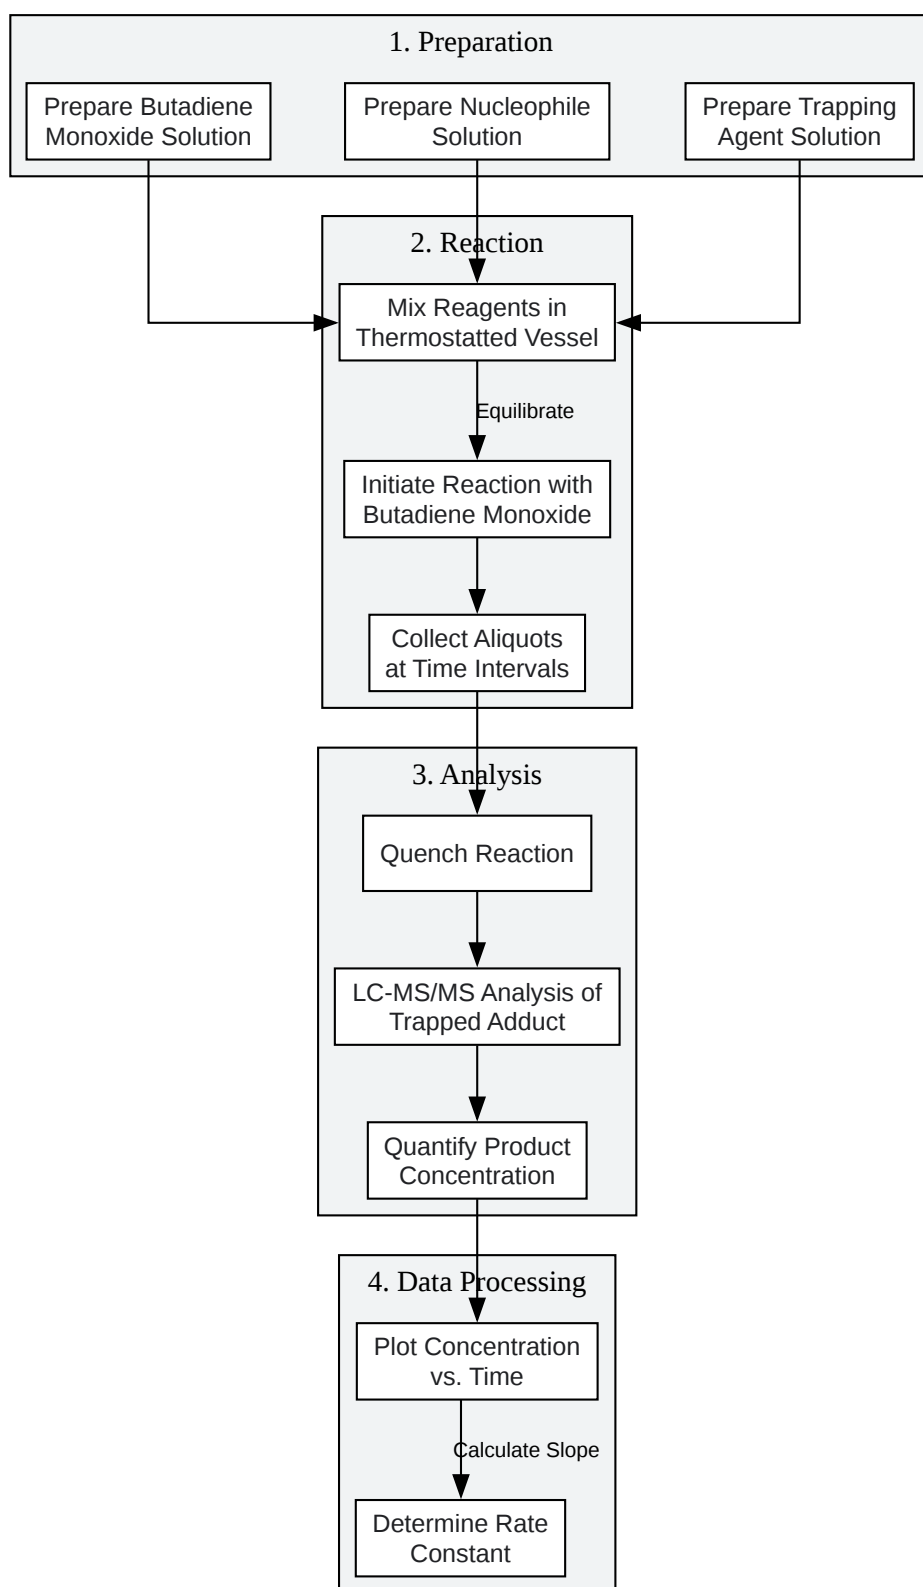 1. Preparation
Prepare Butadiene
Monoxide Solution
Prepare Nucleophile
Solution
Prepare Trapping
Agent Solution
2. Reaction
Mix Reagents in
Thermostatted Vessel
Equilibrate
Initiate Reaction with
Butadiene Monoxide
Collect Aliquots
at Time Intervals
3. Analysis
Quench Reaction
LC-MS/MS Analysis of
Trapped Adduct
Quantify Product
Concentration
4. Data Processing
Plot Concentration
vs. Time
Calculate Slope
Determine Rate
Constant